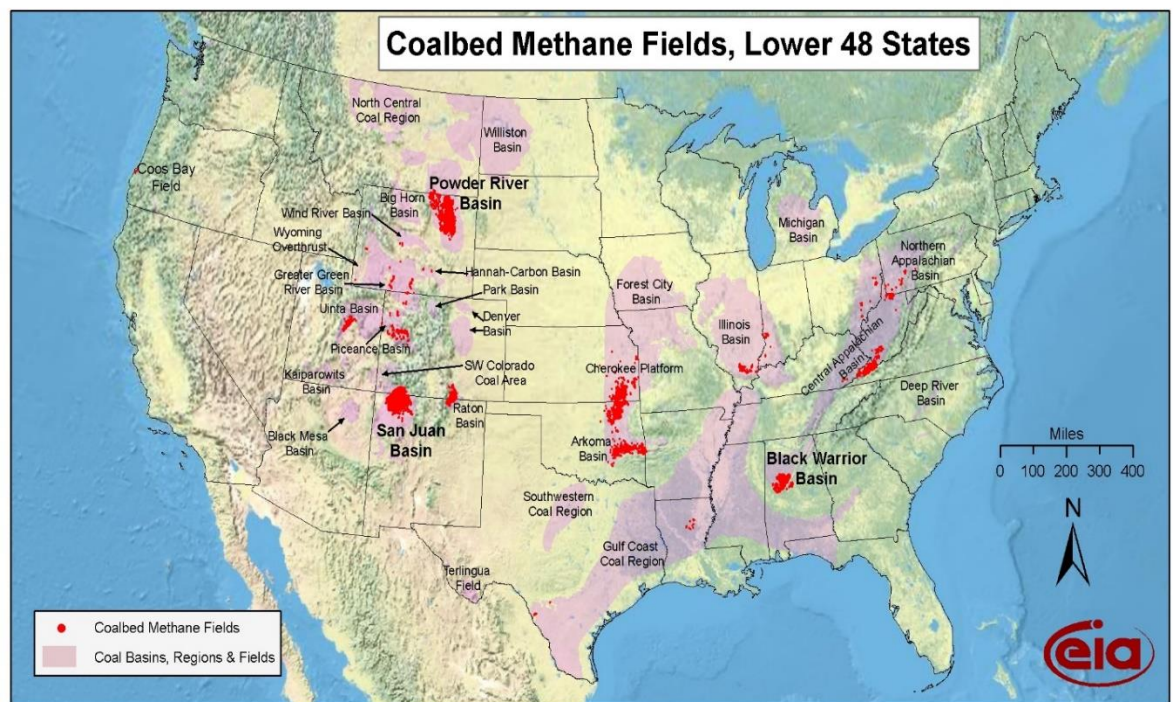 Coalbed Methane Fields, Lower 48 States
North Central
Coal Region
Williston
Basin
Coos Bay
Field
Powder River
Basin
Big Horn
Basin
Wind River Basin
Wyoming
Overthrust
Greater Green
River Basin
Hannah-Carbon Basin
Park Basin
Uinta Basin
Denver
Basin
Piceance Basin
SW Colorado
Coal Area
Kaiparowits
Basin
Black Mesa
Basin
San Juan
Basin
Raton
Basin
Michigan
Basin
Northern
Appalachian
Basin
Forest City
Basin
Illinois
Basin
Central Appalachian
Basin
Cherokee Platform
Deep River
Basin
Arkoma
Basin
Black Warrior
Basin
Southwestern
Coal Region
Gulf Coast
Coal Region
Terlingua
Field
Miles
0 100 200 300 400
N
Coalbed Methane Fields
Coal Basins, Regions & Fields
eia